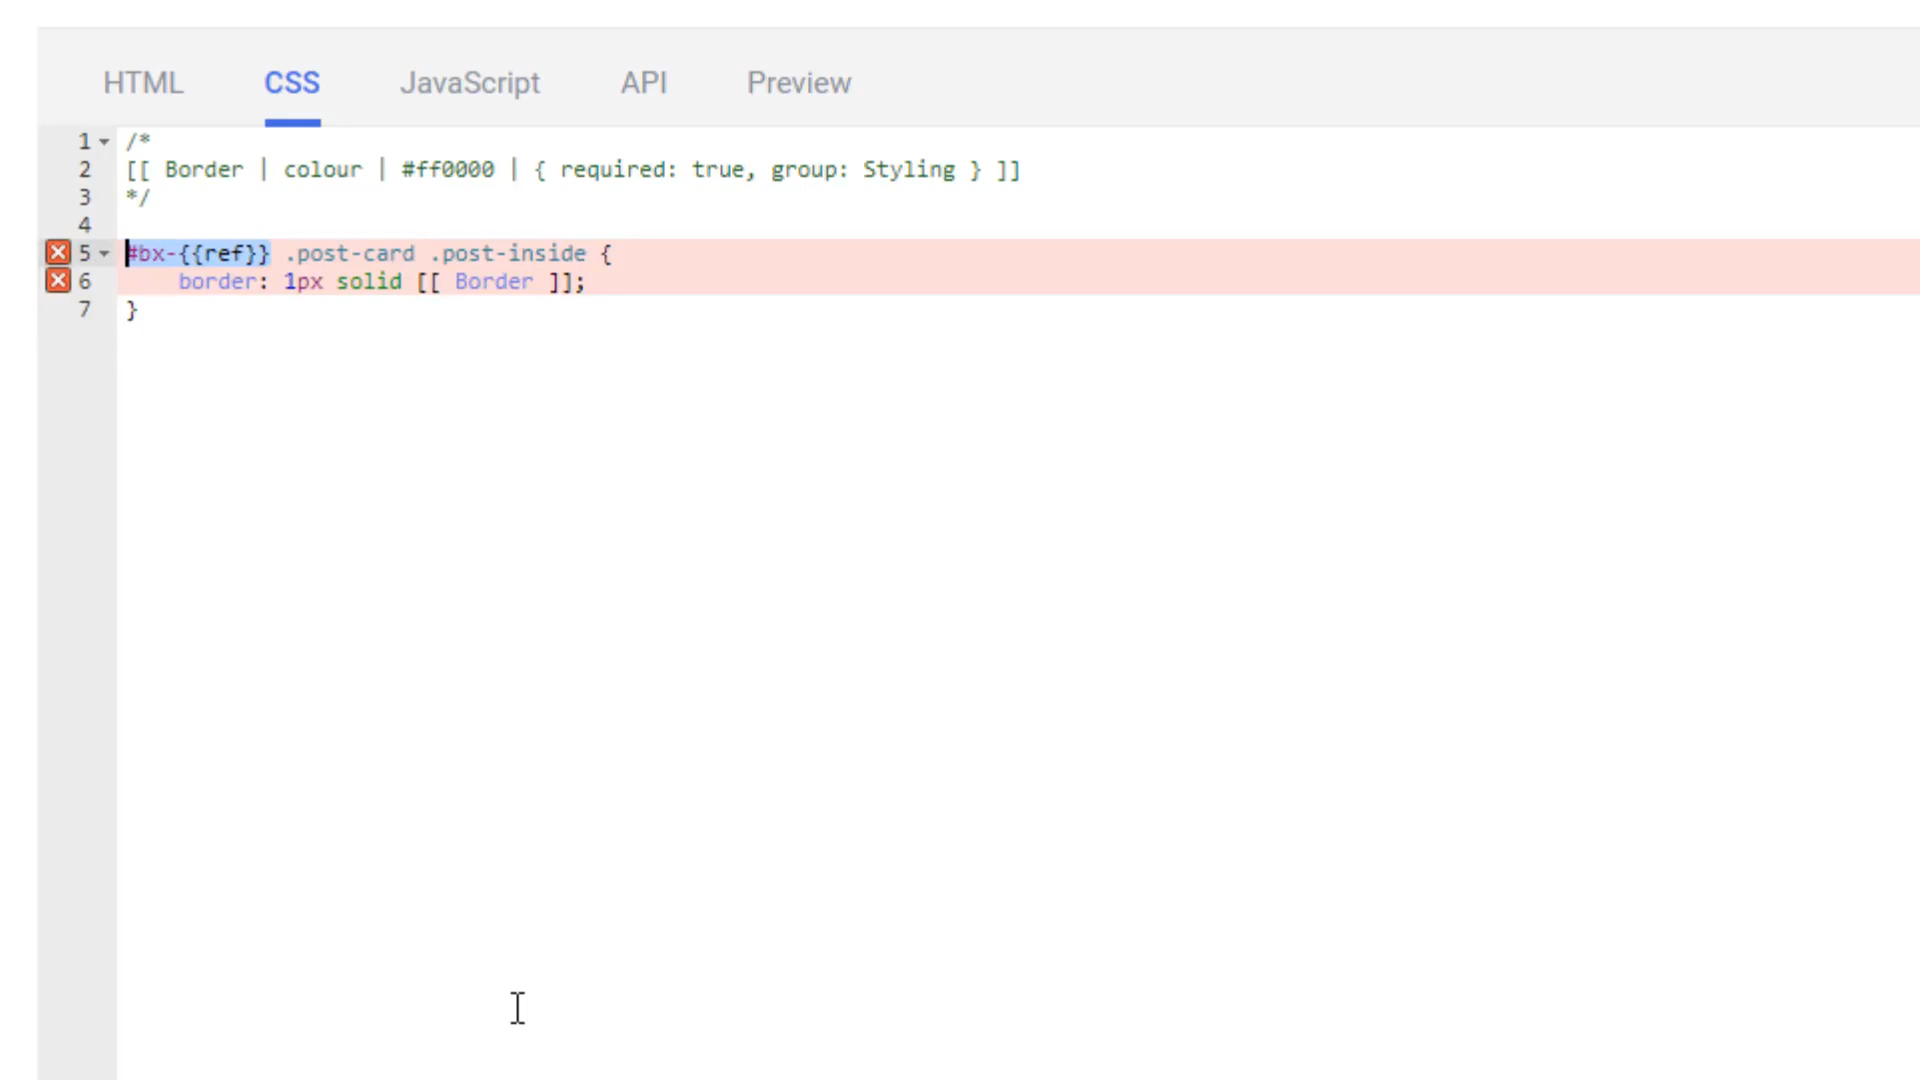 HTML CSS JavaScript API Preview
1 /*
2 [[ Border | colour | #ff0000 | { required: true, group: Styling } ]]
3 */
4
5 #bx-{{ref}} .post-card .post-inside {
6 border: 1px solid [[ Border ]];
7 }